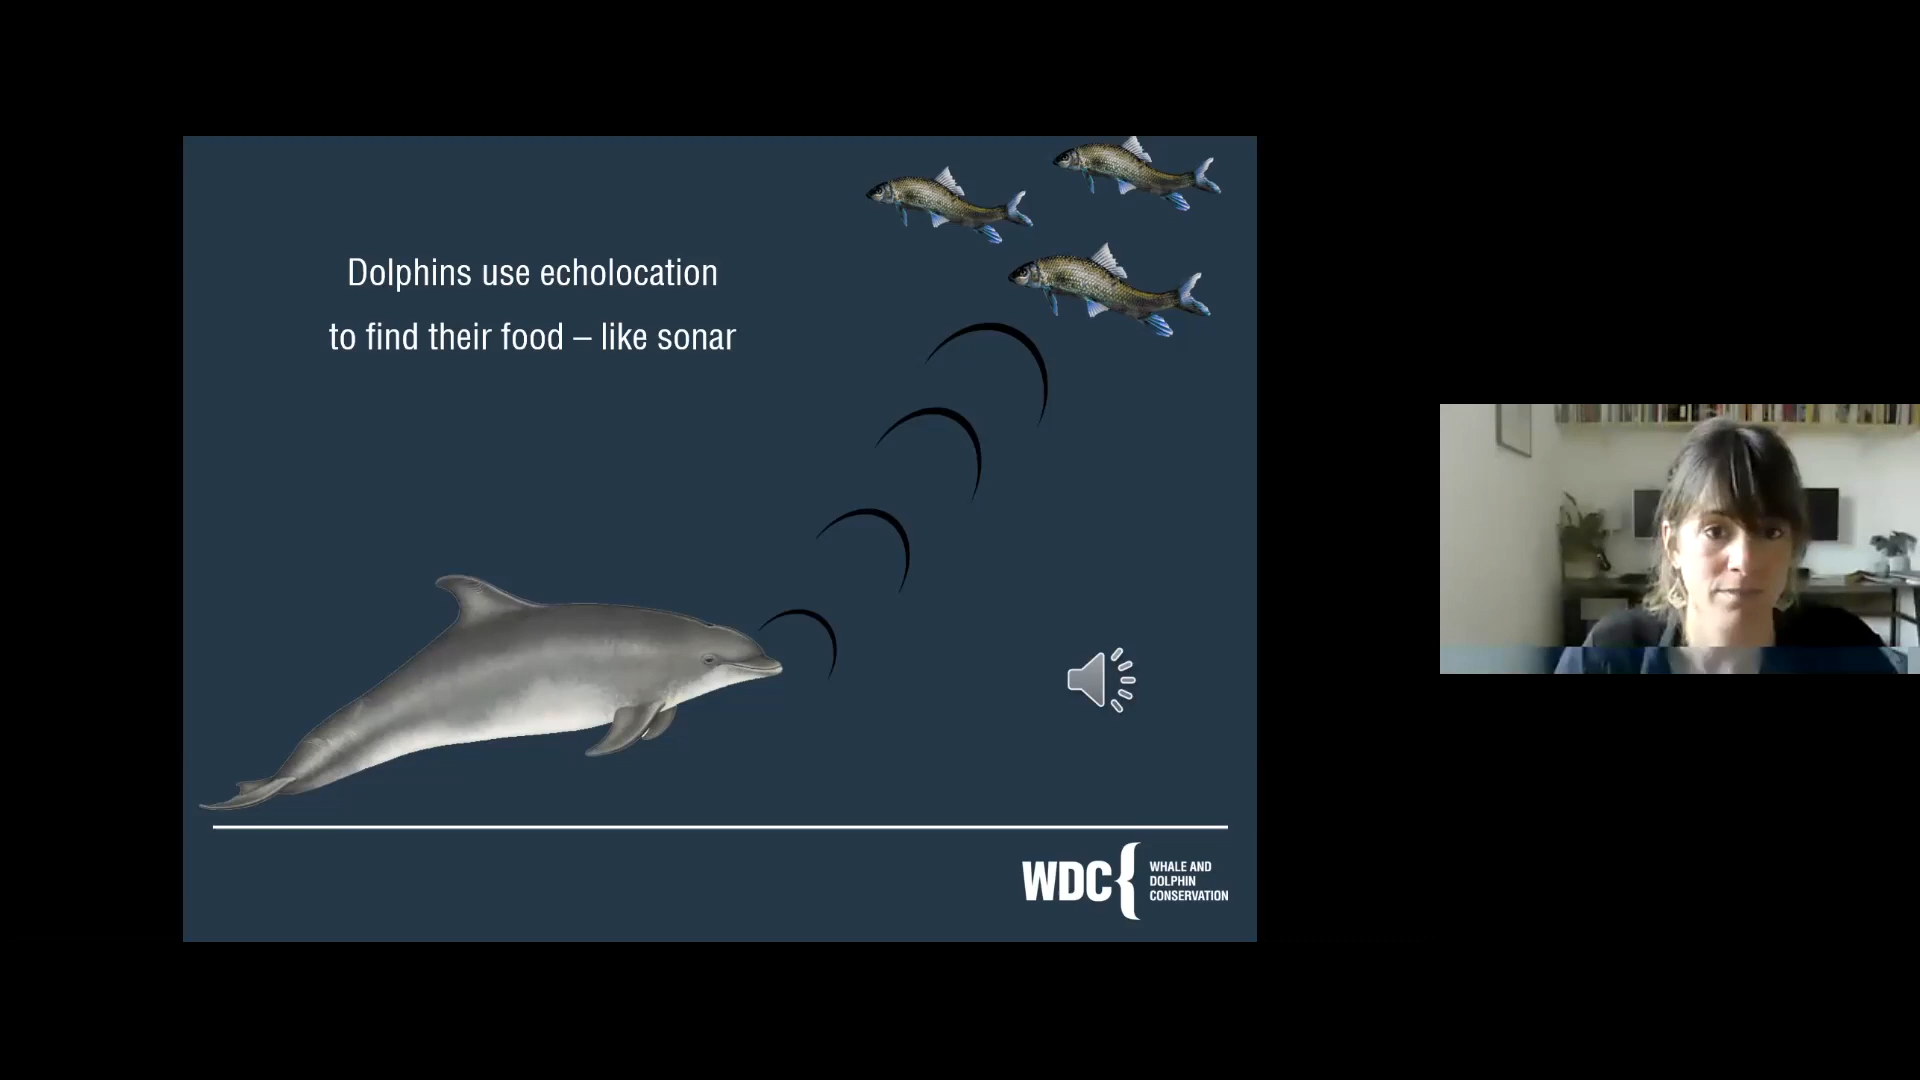 Dolphins use echolocation
to find their food – like sonar
WDC
WHALE AND
DOLPHIN
CONSERVATION